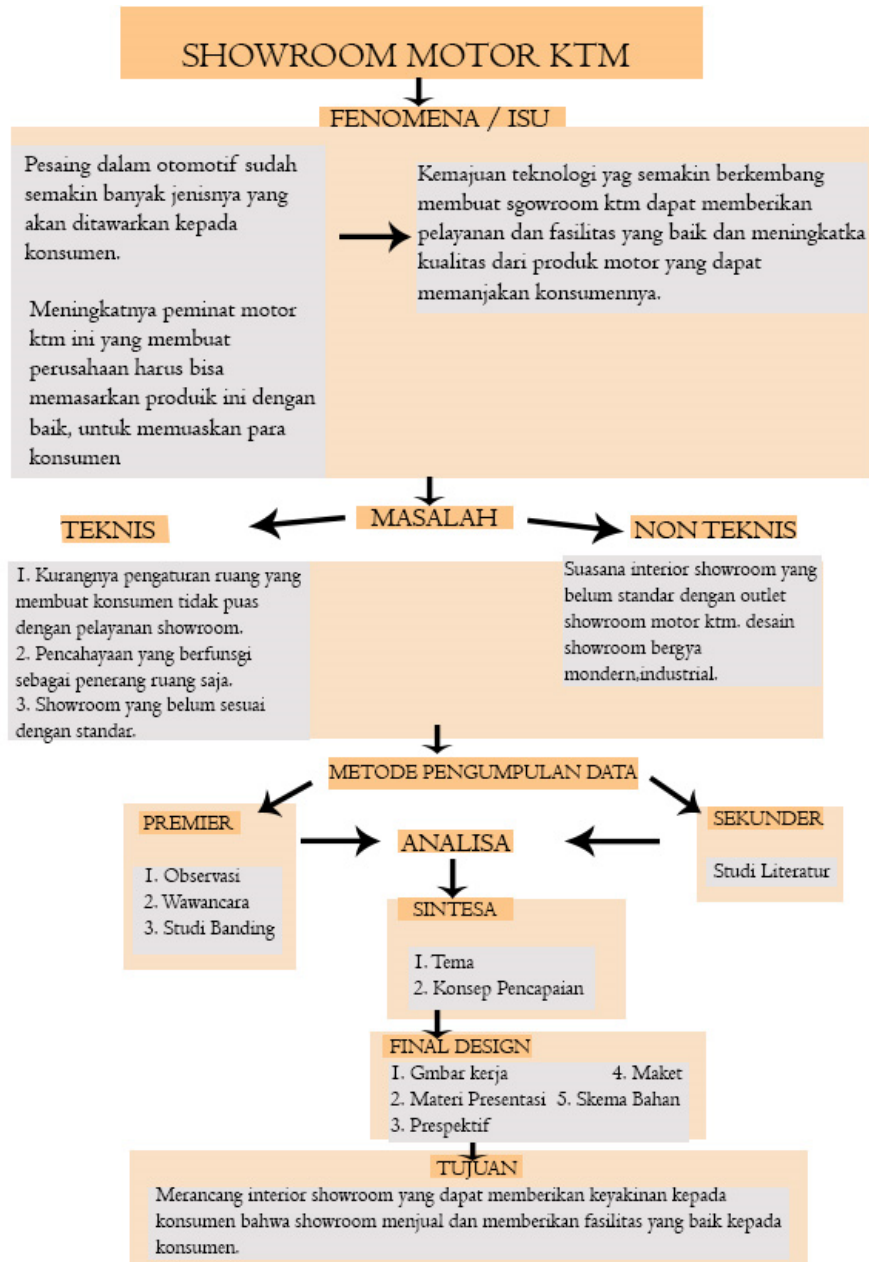 SHOWROOM MOTOR KTM
FENOMENA / ISU
Pesaing dalam otomotif sudah
semakin banyak jenisnya yang
akan ditawarkan kepada
konsumen.
Meningkatnya peminat motor
ktm ini yang membuat
perusahaan harus bisa
memasarkan produik ini dengan
baik, untuk memuaskan para
konsumen
Kemajuan teknologi yag semakin berkembang
membuat sgowroom ktm dapat memberikan
pelayanan dan fasilitas yang baik dan meningkatka
kualitas dari produk motor yang dapat
memanjakan konsumennya.
MASALAH
TEKNIS
1. Kurangnya pengaturan ruang yang
membuat konsumen tidak puas
dengan pelayanan showroom.
2. Pencahayaan yang berfunsgi
sebagai penerang ruang saja.
3. Showroom yang belum sesuai
dengan standar.
NON TEKNIS
Suasana interior showroom yang
belum standar dengan outlet
showroom motor ktm. desain
showroom bergya
mondern,industrial.
METODE PENGUMPULAN DATA
PREMIER
1. Observasi
2. Wawancara
3. Studi Banding
SEKUNDER
Studi Literatur
ANALISA
SINTESA
1. Tema
2. Konsep Pencapaian
FINAL DESIGN
1. Gmbar kerja
2. Materi Presentasi
3. Prespektif
4. Maket
5. Skema Bahan
TUJUAN
Merancang interior showroom yang dapat memberikan keyakinan kepada
konsumen bahwa showroom menjual dan memberikan fasilitas yang baik kepada
konsumen.